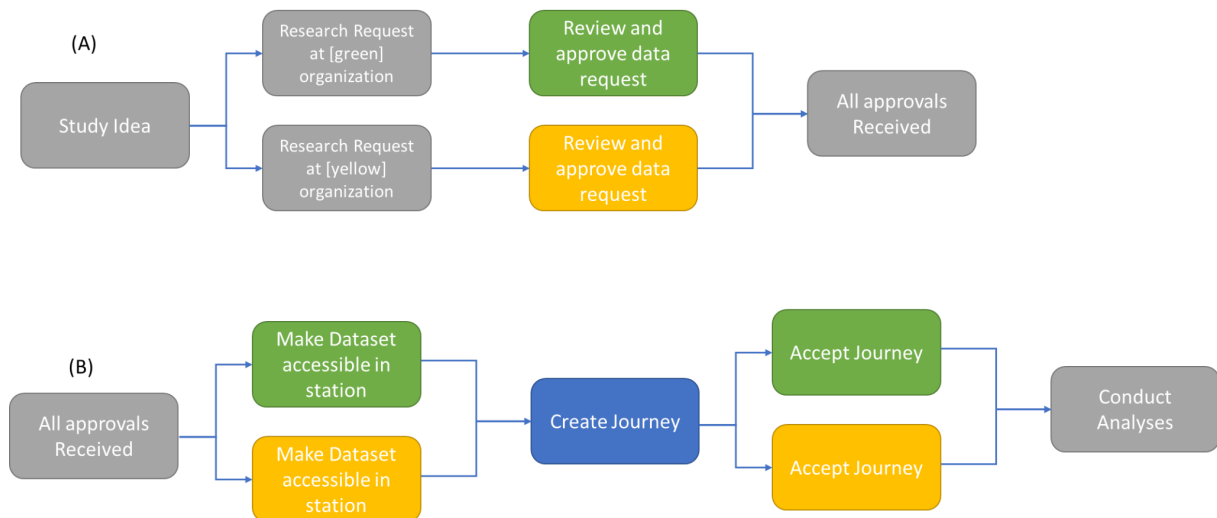 (A)
Study Idea
Research Request
at [green]
organization
Review and
approve data
request
Research Request
at [yellow]
organization
Review and
approve data
request
All approvals
Received
(B)
All approvals
Received
Make Dataset
accessible in
station
Make Dataset
accessible in
station
Create Journey
Accept Journey
Accept Journey
Conduct
Analyses